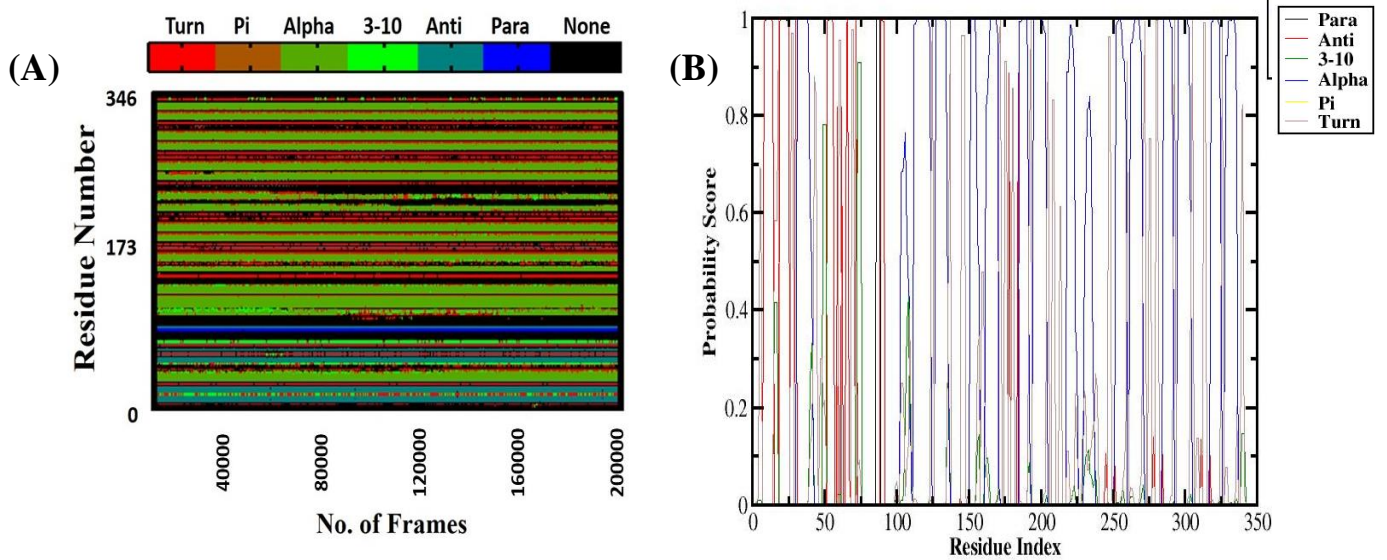 (A)
Turn Pi Alpha 3-10 Anti Para None
346
173
0
Residue Number
40000 80000 120000 160000 200000
No. of Frames
(B)
1
0.8
0.6
0.4
0.2
0
Probability Score
0 50 100 150 200 250 300 350
Residue Index
Para
Anti
3-10
Alpha
Pi
Turn